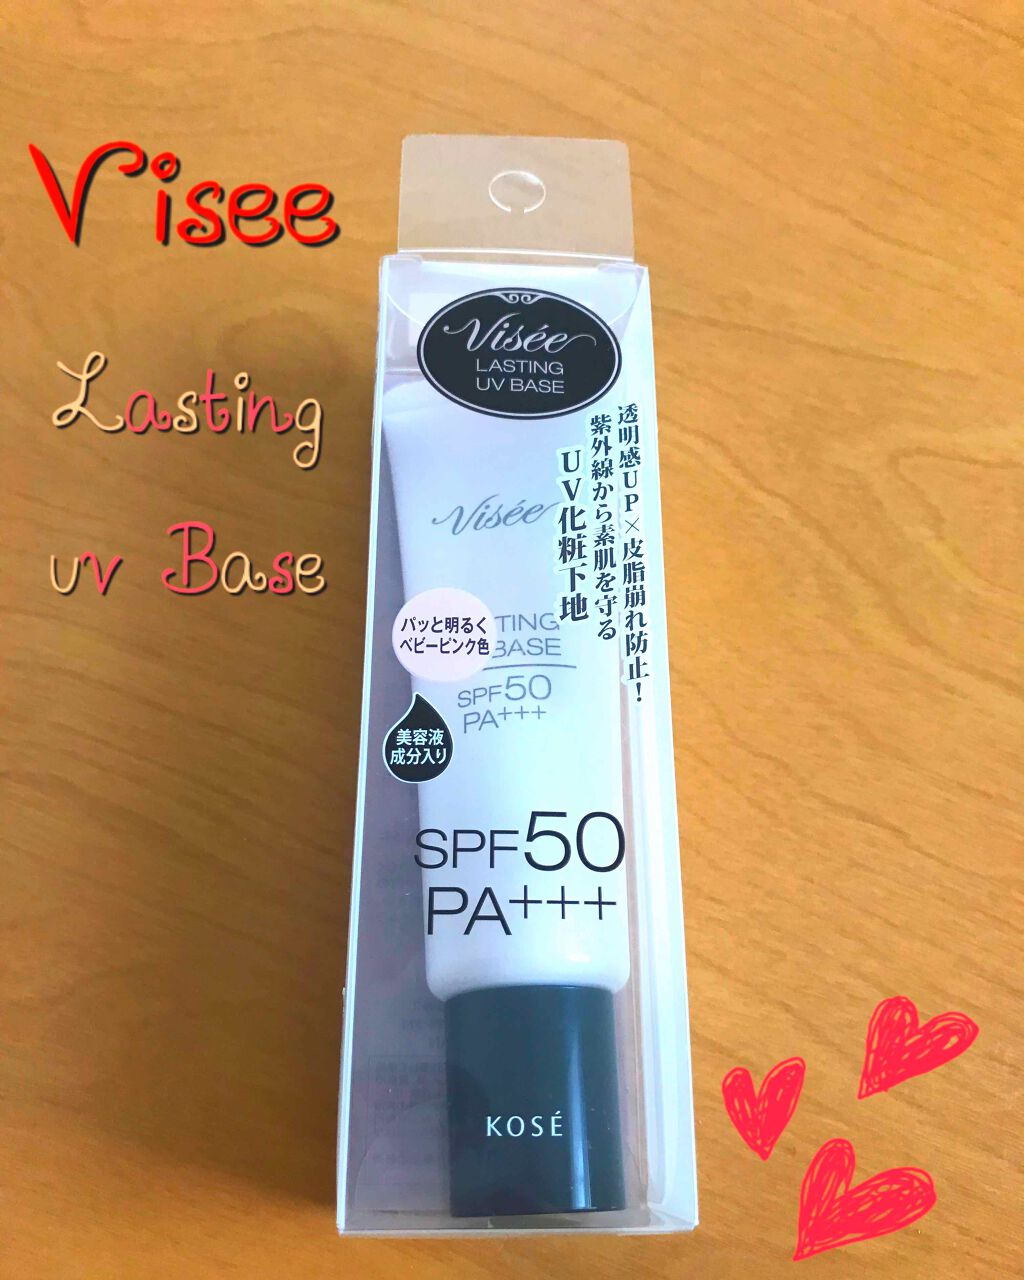 Visee
Lasting
uv Base
Visée
LASTING
UV BASE
透明感UP×皮脂崩れ防止！
紫外線から素肌を守る
UV化粧下地
Visée
TING
BASE
SPF50
PA+++
パッと明るく
ベビーピンク色
美容液
成分入り
SPF50
PA+++
KOSÉ